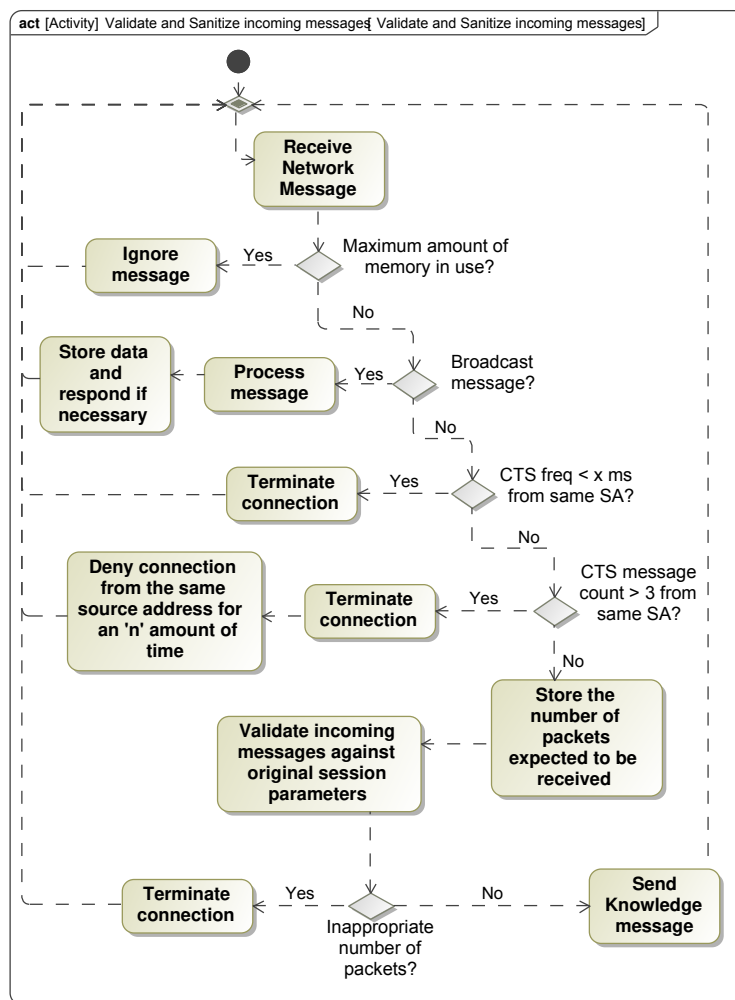 act [Activity] Validate and Sanitize incoming messages[ Validate and Sanitize incoming messages]
Receive
Network
Message
Maximum amount of
memory in use?
Yes
Ignore
message
No
Broadcast
message?
Yes
Process
message
Store data
and
respond if
necessary
No
CTS freq < x ms
from same SA?
Yes
Terminate
connection
No
CTS message
count > 3 from
same SA?
Yes
Terminate
connection
Deny connection
from the same
source address for
an 'n' amount of
time
No
Store the
number of
packets
expected to be
received
Validate incoming
messages against
original session
parameters
Inappropriate
number of
packets?
Yes
Terminate
connection
No
Send
Knowledge
message